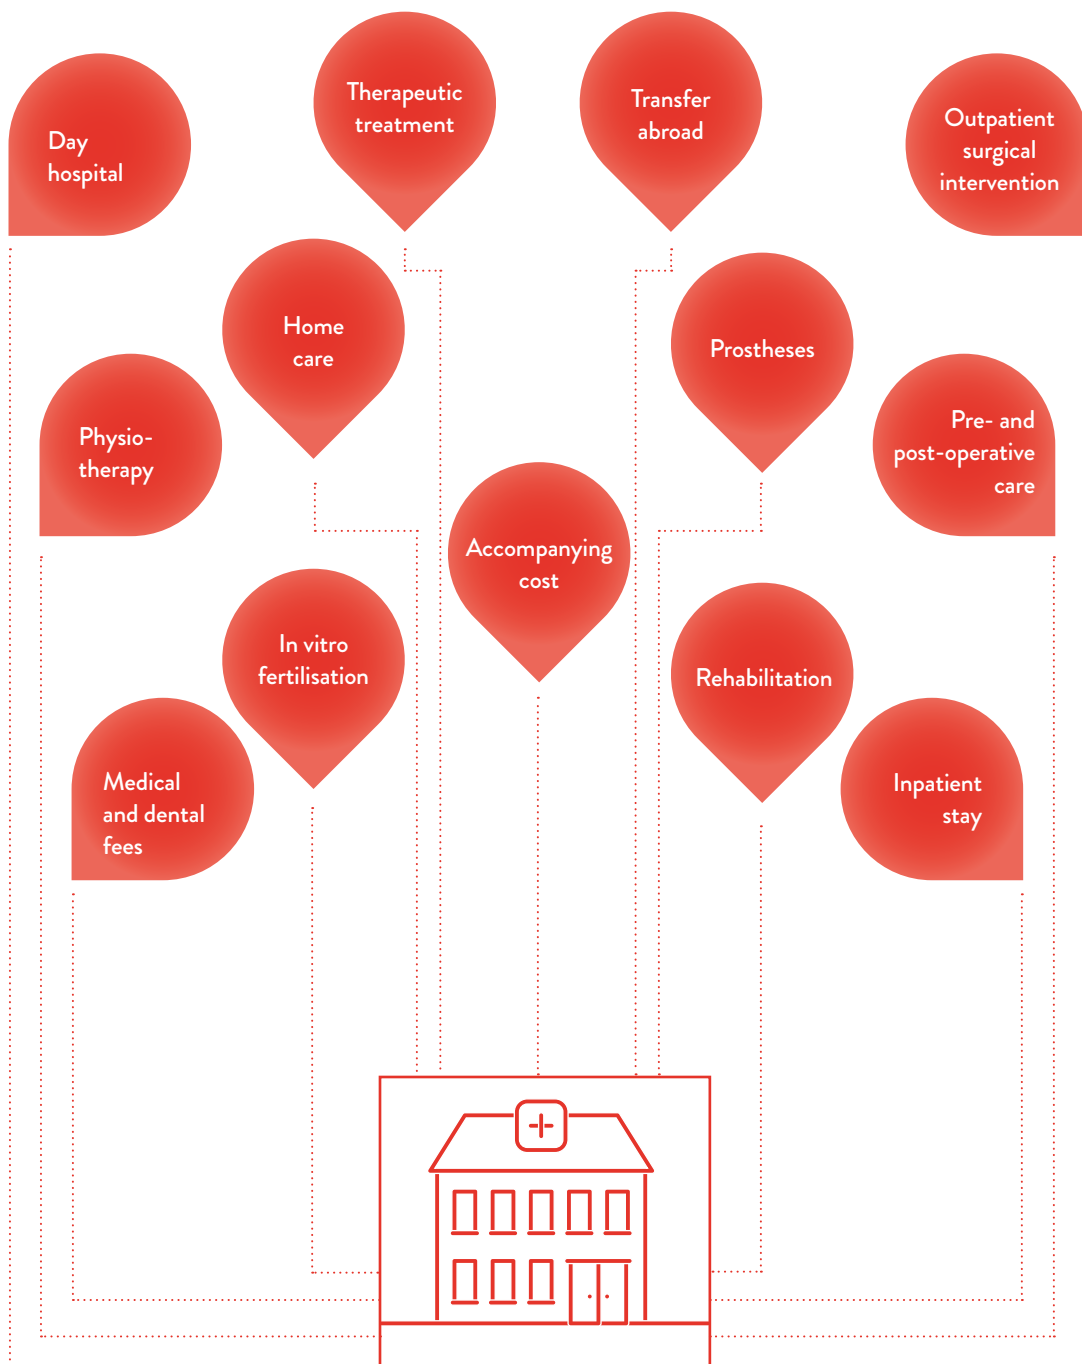 Day
hospital
Therapeutic
treatment
Transfer
abroad
Outpatient
surgical
intervention
Home
care
Prostheses
Physio-
therapy
Pre- and
post-operative
care
Accompanying
cost
In vitro
fertilisation
Rehabilitation
Medical
and dental
fees
Inpatient
stay